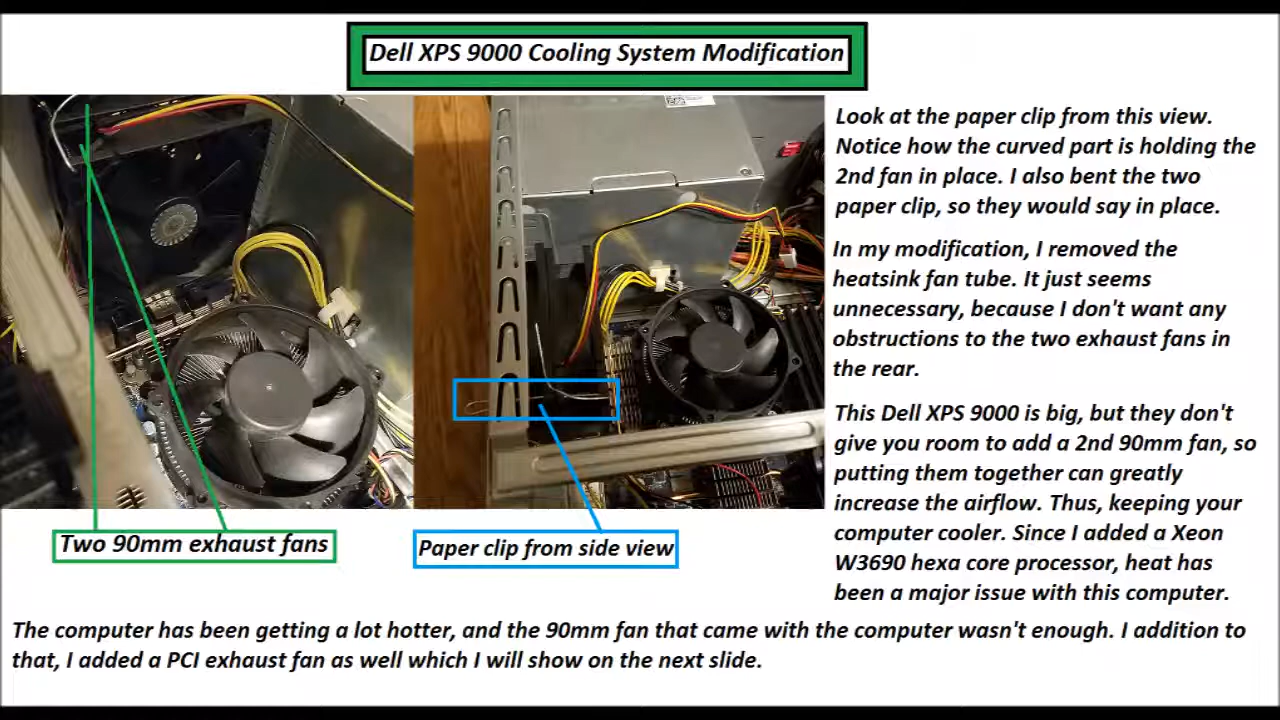 Dell XPS 9000 Cooling System Modification
Look at the paper clip from this view.
Notice how the curved part is holding the
2nd fan in place. I also bent the two
paper clip, so they would say in place.
In my modification, I removed the
heatsink fan tube. It just seems
unnecessary, because I don't want any
obstructions to the two exhaust fans in
the rear.
This Dell XPS 9000 is big, but they don't
give you room to add a 2nd 90mm fan, so
putting them together can greatly
increase the airflow. Thus, keeping your
computer cooler. Since I added a Xeon
W3690 hexa core processor, heat has
been a major issue with this computer.
Two 90mm exhaust fans
Paper clip from side view
The computer has been getting a lot hotter, and the 90mm fan that came with the computer wasn't enough. I addition to
that, I added a PCI exhaust fan as well which I will show on the next slide.